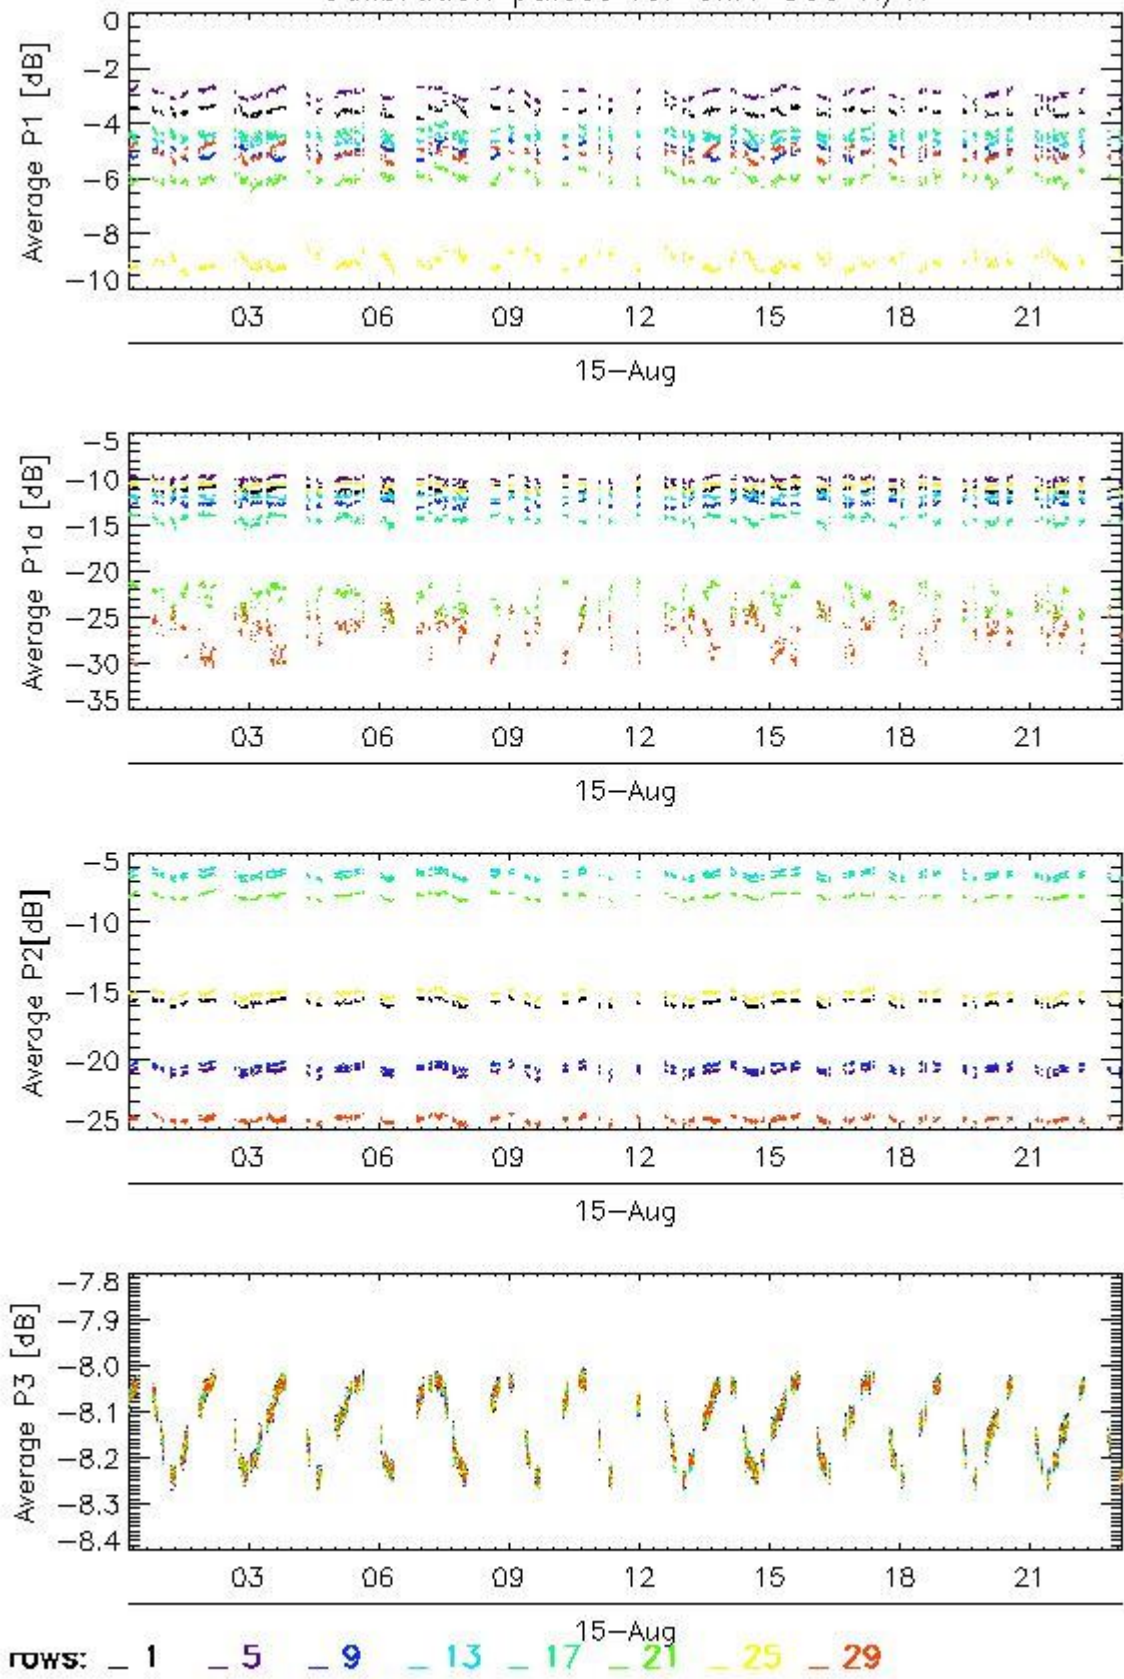 Average P1 [dB]
0
−2
−4
−6
−8
−10
03 06 09 12 15 18 21
15−Aug
Average P1a [dB]
−5
−10
−15
−20
−25
−30
−35
03 06 09 12 15 18 21
15−Aug
Average P2[dB]
−5
−10
−15
−20
−25
03 06 09 12 15 18 21
15−Aug
Average P3 [dB]
−7.8
−7.9
−8.0
−8.1
−8.2
−8.3
−8.4
03 06 09 12 15 18 21
15−Aug
rows: _ 1 _ 5 _ 9 _ 13 _ 17 _ 21 _ 25 _ 29